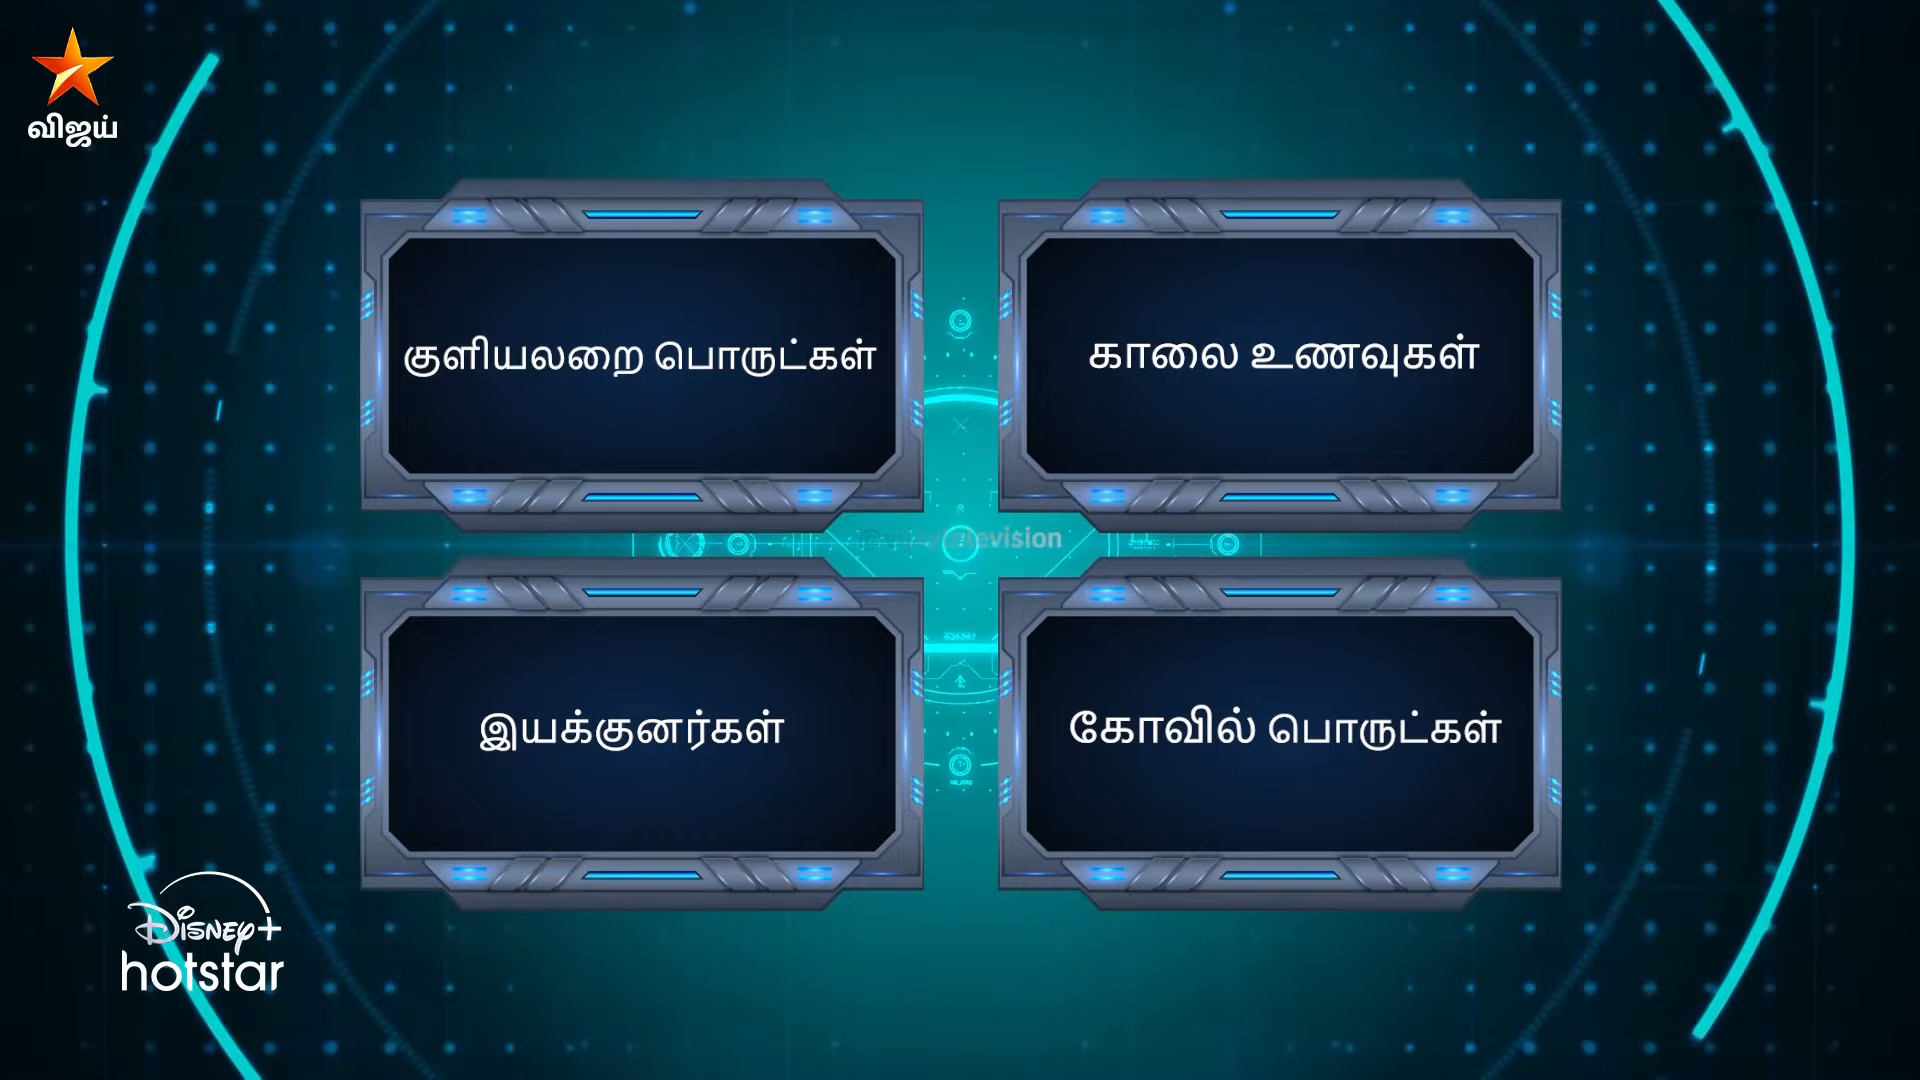 விஜய்
குளியலறை பொருட்கள்
காலை உணவுகள்
இயக்குனர்கள்
கோவில் பொருட்கள்
Disney+
hotstar